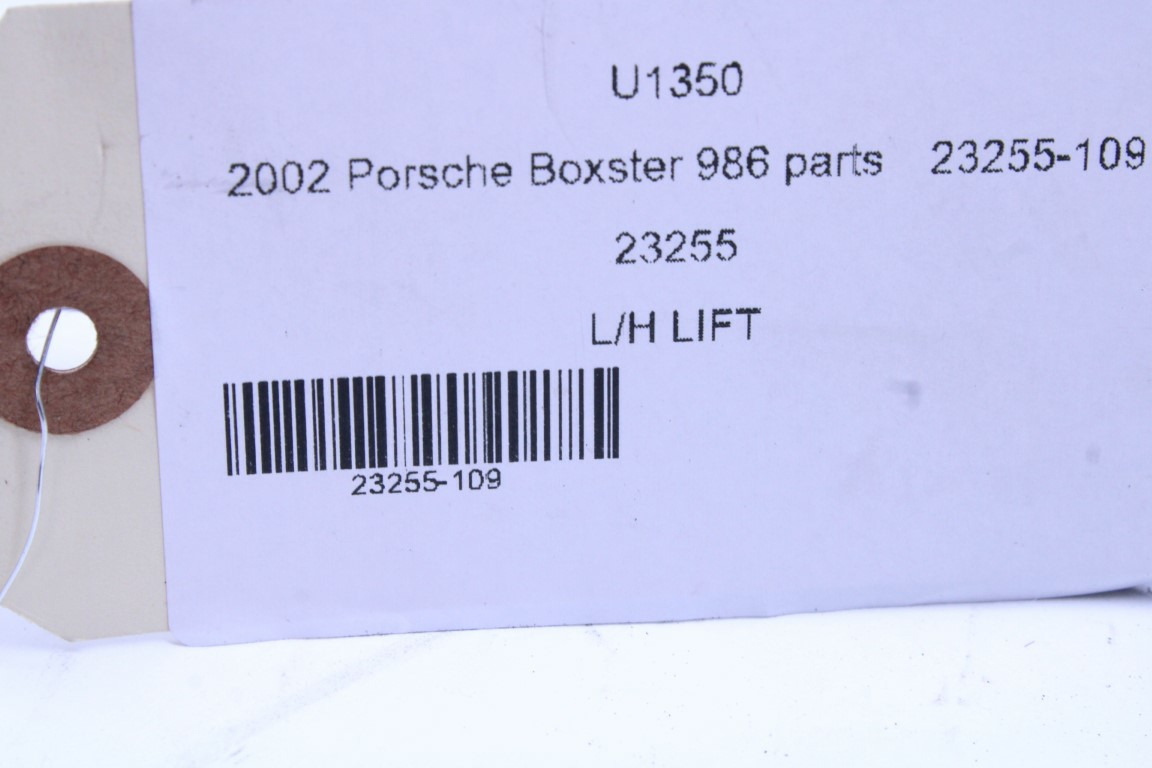 U1350
2002 Porsche Boxster 986 parts 23255-109
23255
L/H LIFT
23255-109